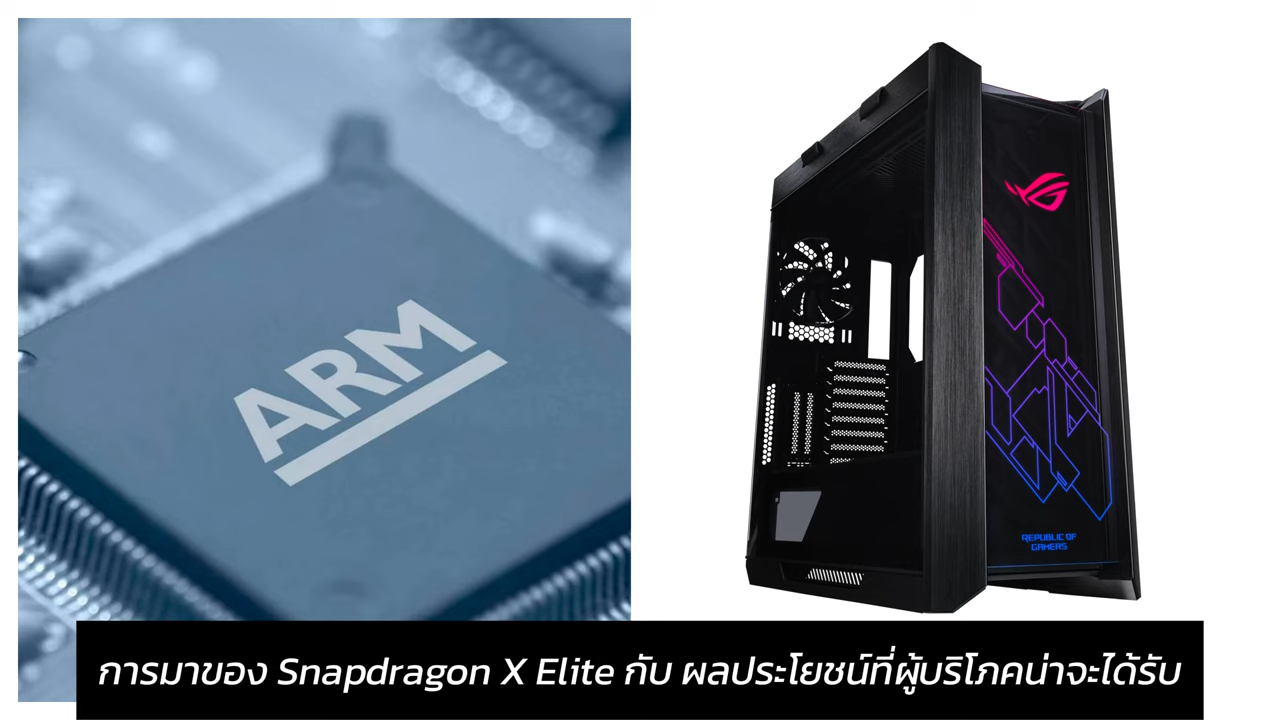 ARM
REPUBLIC OF
GAMERS
การมาของ Snapdragon X Elite กับ ผลประโยชน์ที่ผู้บริโภคน่าจะได้รับ